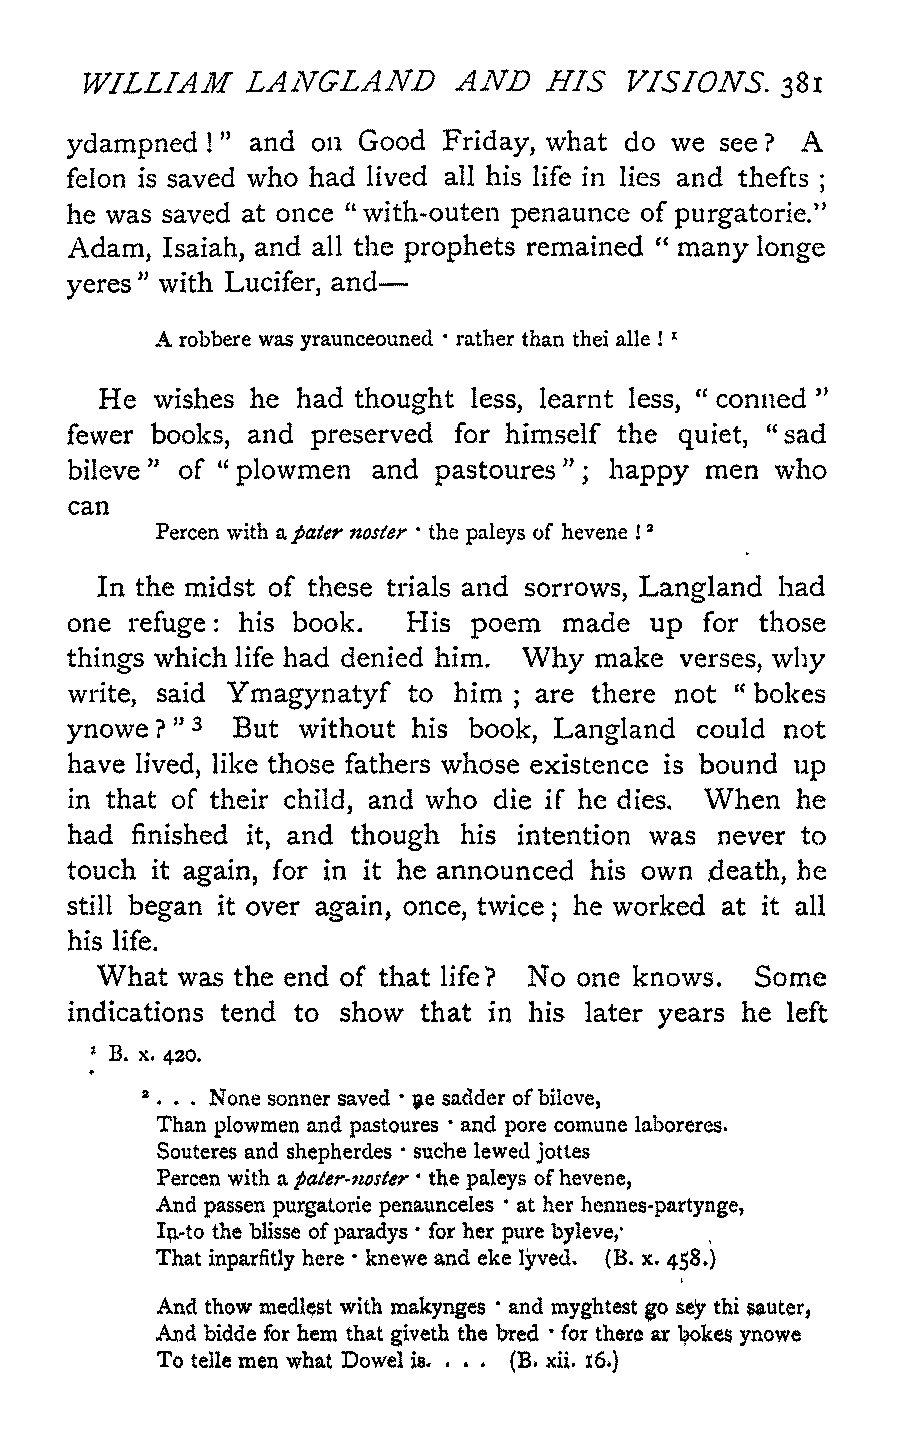 WILLIAM LANGLAND AND HIS VISIONS. 381
ydampned ! " and on Good Friday, what do we see ? A
felon is saved who had lived all his life in lies and thefts ;
he was saved at once " with-outen penaunce of purgatorie."
Adam, Isaiah, and all the prophets remained " many longe
yeres " with Lucifer, and—
A robbere was yraunceouned · rather than thei alle ! ¹
He wishes he had thought less, learnt less, " conned "
fewer books, and preserved for himself the quiet, " sad
bileve " of " plowmen and pastoures " ; happy men who
can
Percen with a pater noster · the paleys of hevene ! ²
In the midst of these trials and sorrows, Langland had
one refuge : his book. His poem made up for those
things which life had denied him. Why make verses, why
write, said Ymagynatyf to him ; are there not " bokes
ynowe ? " ³ But without his book, Langland could not
have lived, like those fathers whose existence is bound up
in that of their child, and who die if he dies. When he
had finished it, and though his intention was never to
touch it again, for in it he announced his own death, he
still began it over again, once, twice ; he worked at it all
his life.
What was the end of that life ? No one knows. Some
indications tend to show that in his later years he left
¹ B. x. 420.
² . . . None sonner saved · ne sadder of bileve,
Than plowmen and pastoures · and pore comune laboreres.
Souteres and shepherdes · suche lewed jottes
Percen with a pater-noster · the paleys of hevene,
And passen purgatorie penaunceles · at her hennes-partynge,
In-to the blisse of paradys · for her pure byleve,
That inparfitly here · knewe and eke lyved. (B. x. 458.)
And thow medlest with makynges · and myghtest go sey thi sauter,
And bidde for hem that giveth the bred · for there ar bokes ynowe
To telle men what Dowel is. . . . (B. xii. 16.)